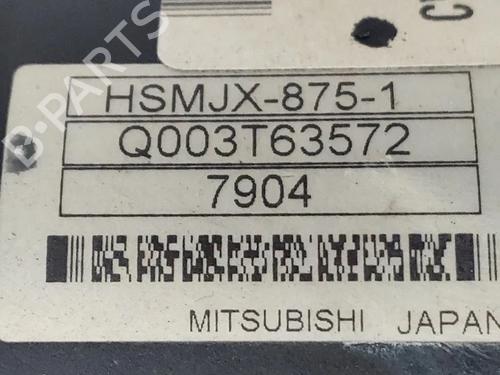 HSMJX-875-1
Q003T63572
7904
MITSUBISHI JAPAN
B-PARTS